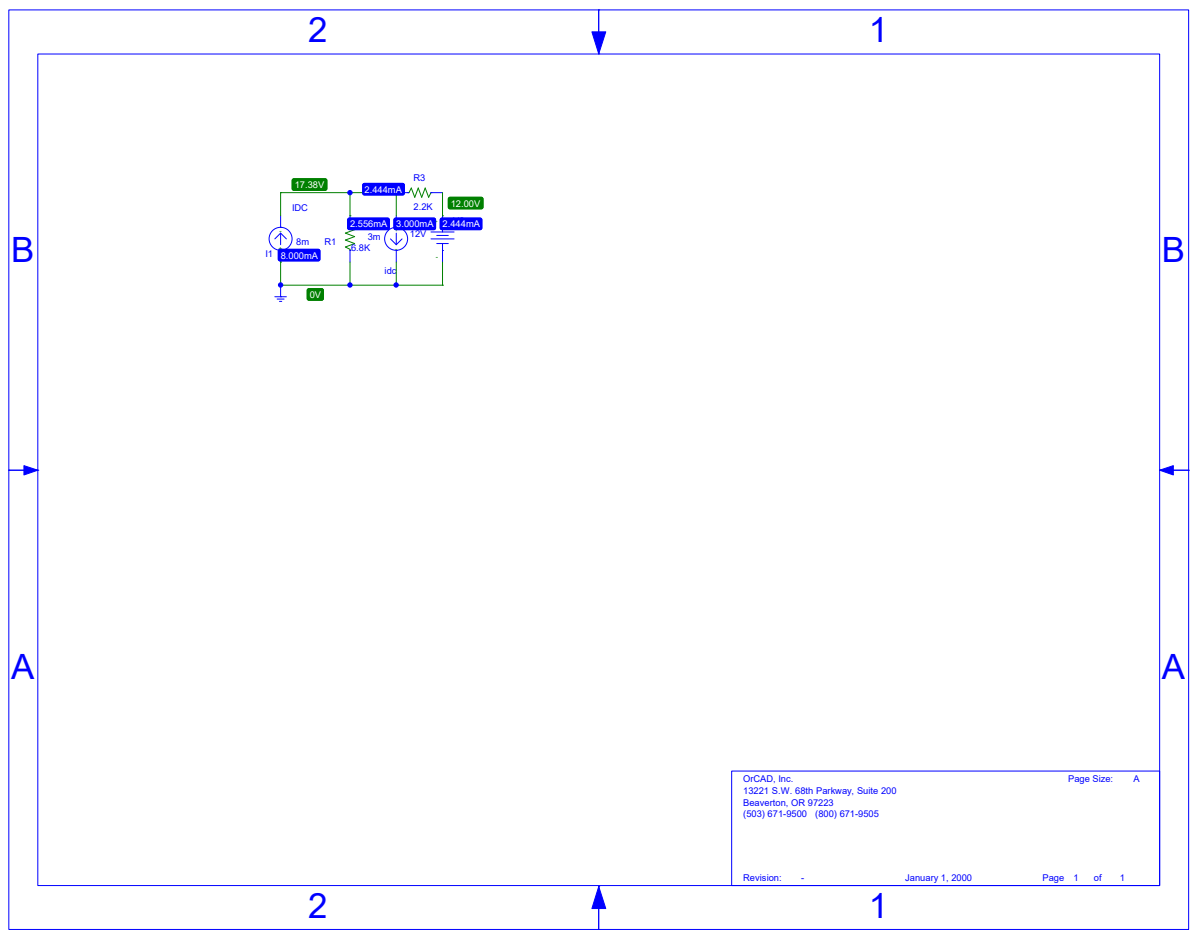 2 1
R3
17.38V 2.444mA
12.00V
IDC 2.2K
2.556mA 3.000mA 2.444mA
3m 12V
8m R1
6.8K
I1 8.000mA
-
idc
0V
B B
A A
OrCAD, Inc. Page Size: A
13221 S.W. 68th Parkway, Suite 200
Beaverton, OR 97223
(503) 671-9500 (800) 671-9505
Revision: - January 1, 2000 Page 1 of 1
2 1